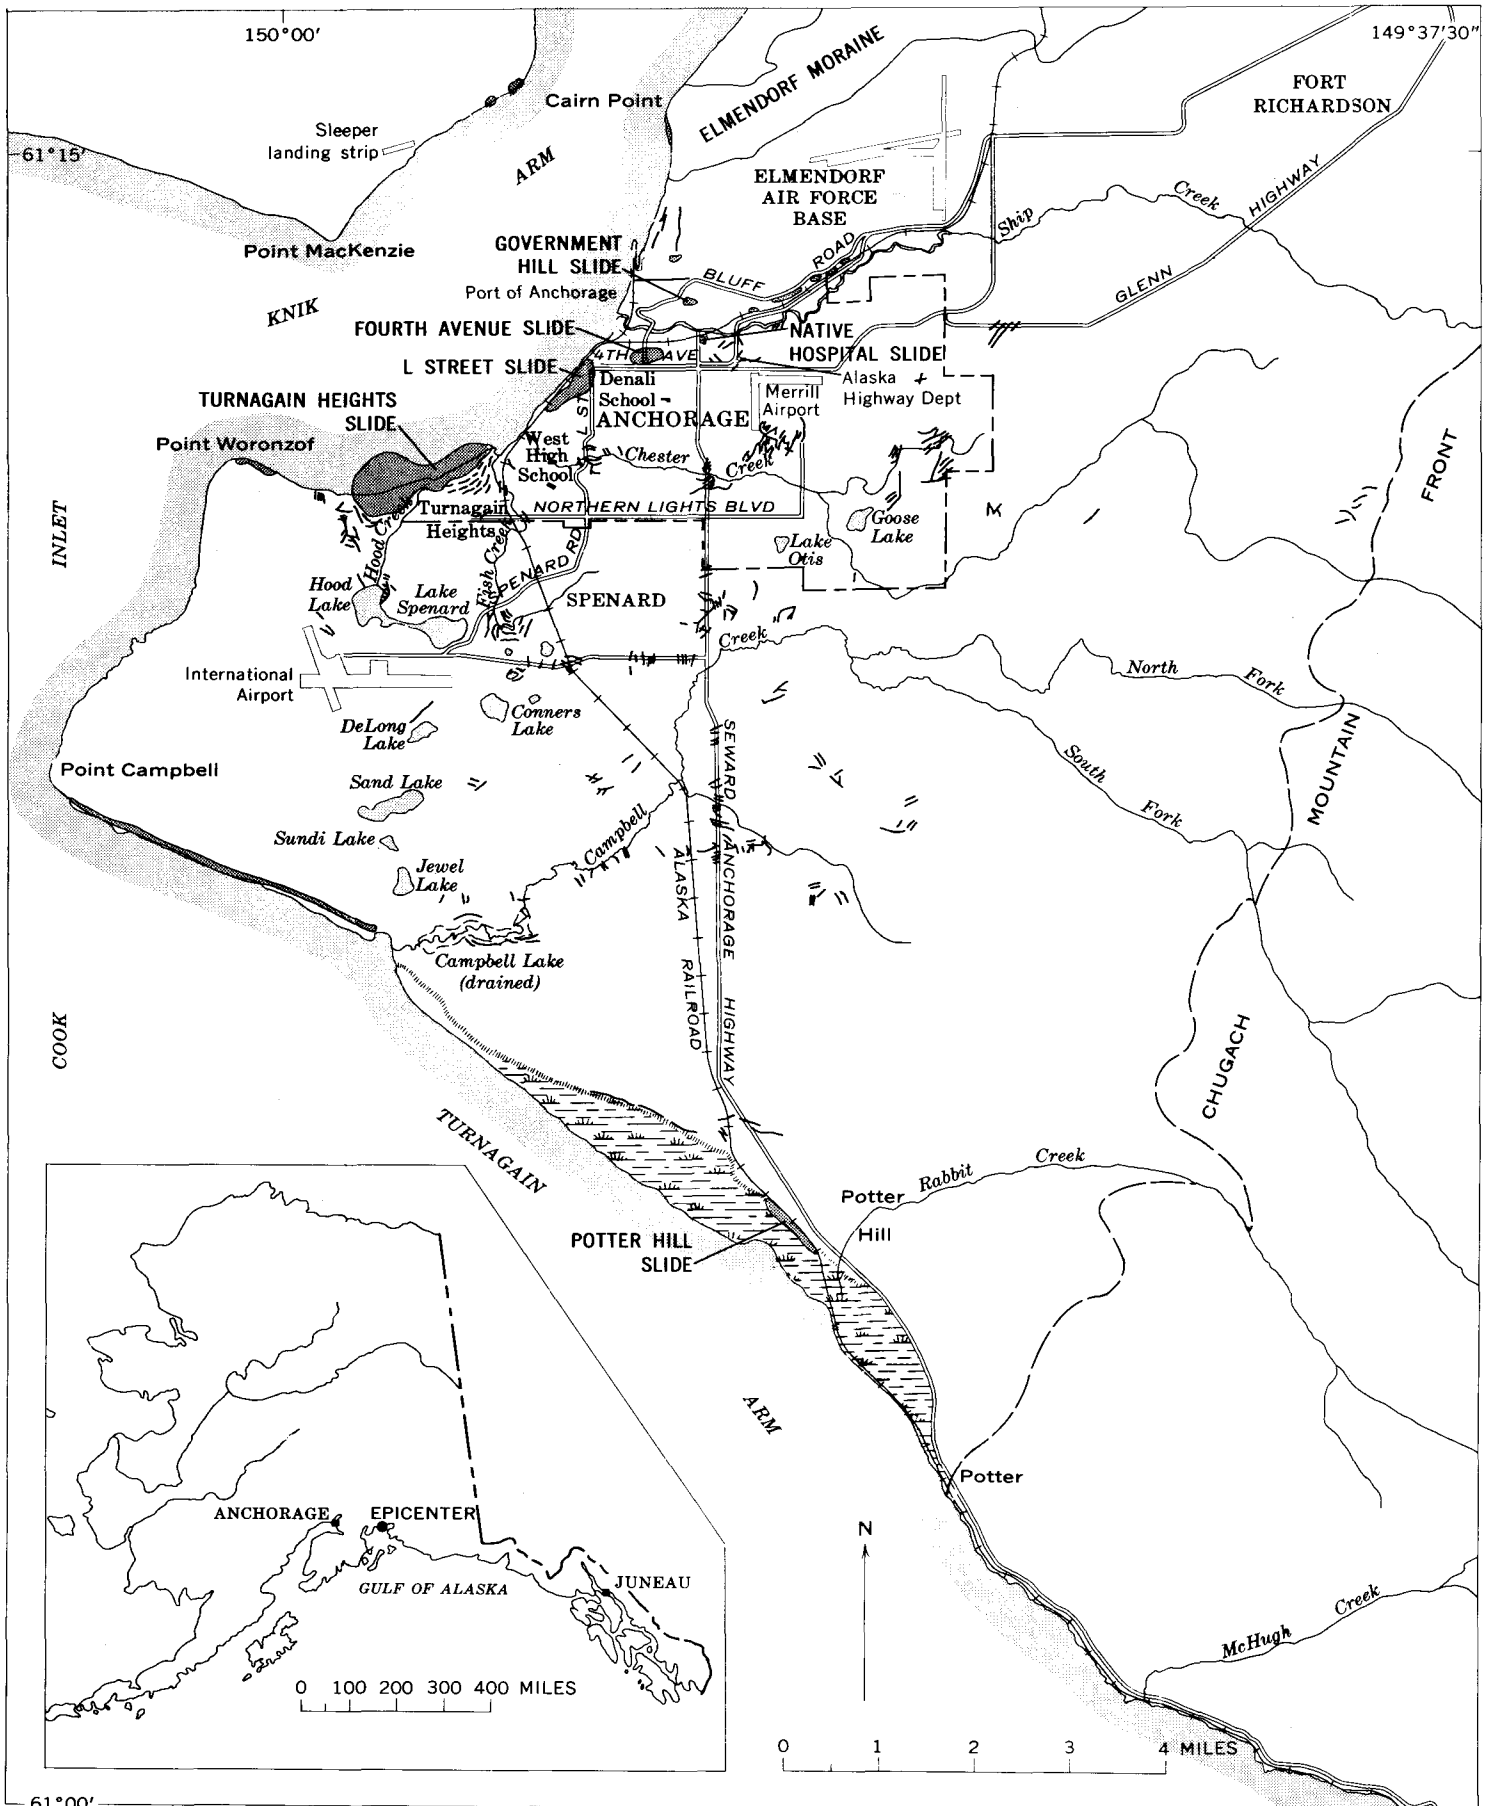 150°00'
149°37'30"
Cairn Point
ELMENDORF MORAINE
FORT
RICHARDSON
Sleeper
landing strip
61°15'
ARM
ELMENDORF
AIR FORCE
BASE
Creek
HIGHWAY
Ship
Point MacKenzie
GOVERNMENT
HILL SLIDE
Port of Anchorage
BLUFF
ROAD
GLENN
KNIK
FOURTH AVENUE SLIDE
NATIVE
HOSPITAL SLIDE
4TH AVE
L STREET SLIDE
Denali
School
Alaska
Highway Dept
Merrill
Airport
TURNAGAIN HEIGHTS
SLIDE
ANCHORAGE
L ST
Point Woronzof
West
High
School
Chester
Creek
FRONT
Turnagain
Heights
NORTHERN LIGHTS BLVD
Goose
Lake
Lake
Otis
INLET
Hood Creek
Fish Creek
SPENARD RD
Hood
Lake
Lake
Spenard
SPENARD
Creek
International
Airport
North
Fork
DeLong
Lake
Conners
Lake
MOUNTAIN
SEWARD
Point Campbell
South
Fork
Sand Lake
Sundi Lake
Campbell
Jewel
Lake
ALASKA
ANCHORAGE
Campbell Lake
(drained)
RAILROAD
HIGHWAY
COOK
CHUGACH
TURNAGAIN
Rabbit
Creek
Potter
Hill
POTTER HILL
SLIDE
ARM
Potter
ANCHORAGE
EPICENTER
N
GULF OF ALASKA
JUNEAU
McHugh
Creek
0 100 200 300 400 MILES
0 1 2 3 4 MILES
61°00'